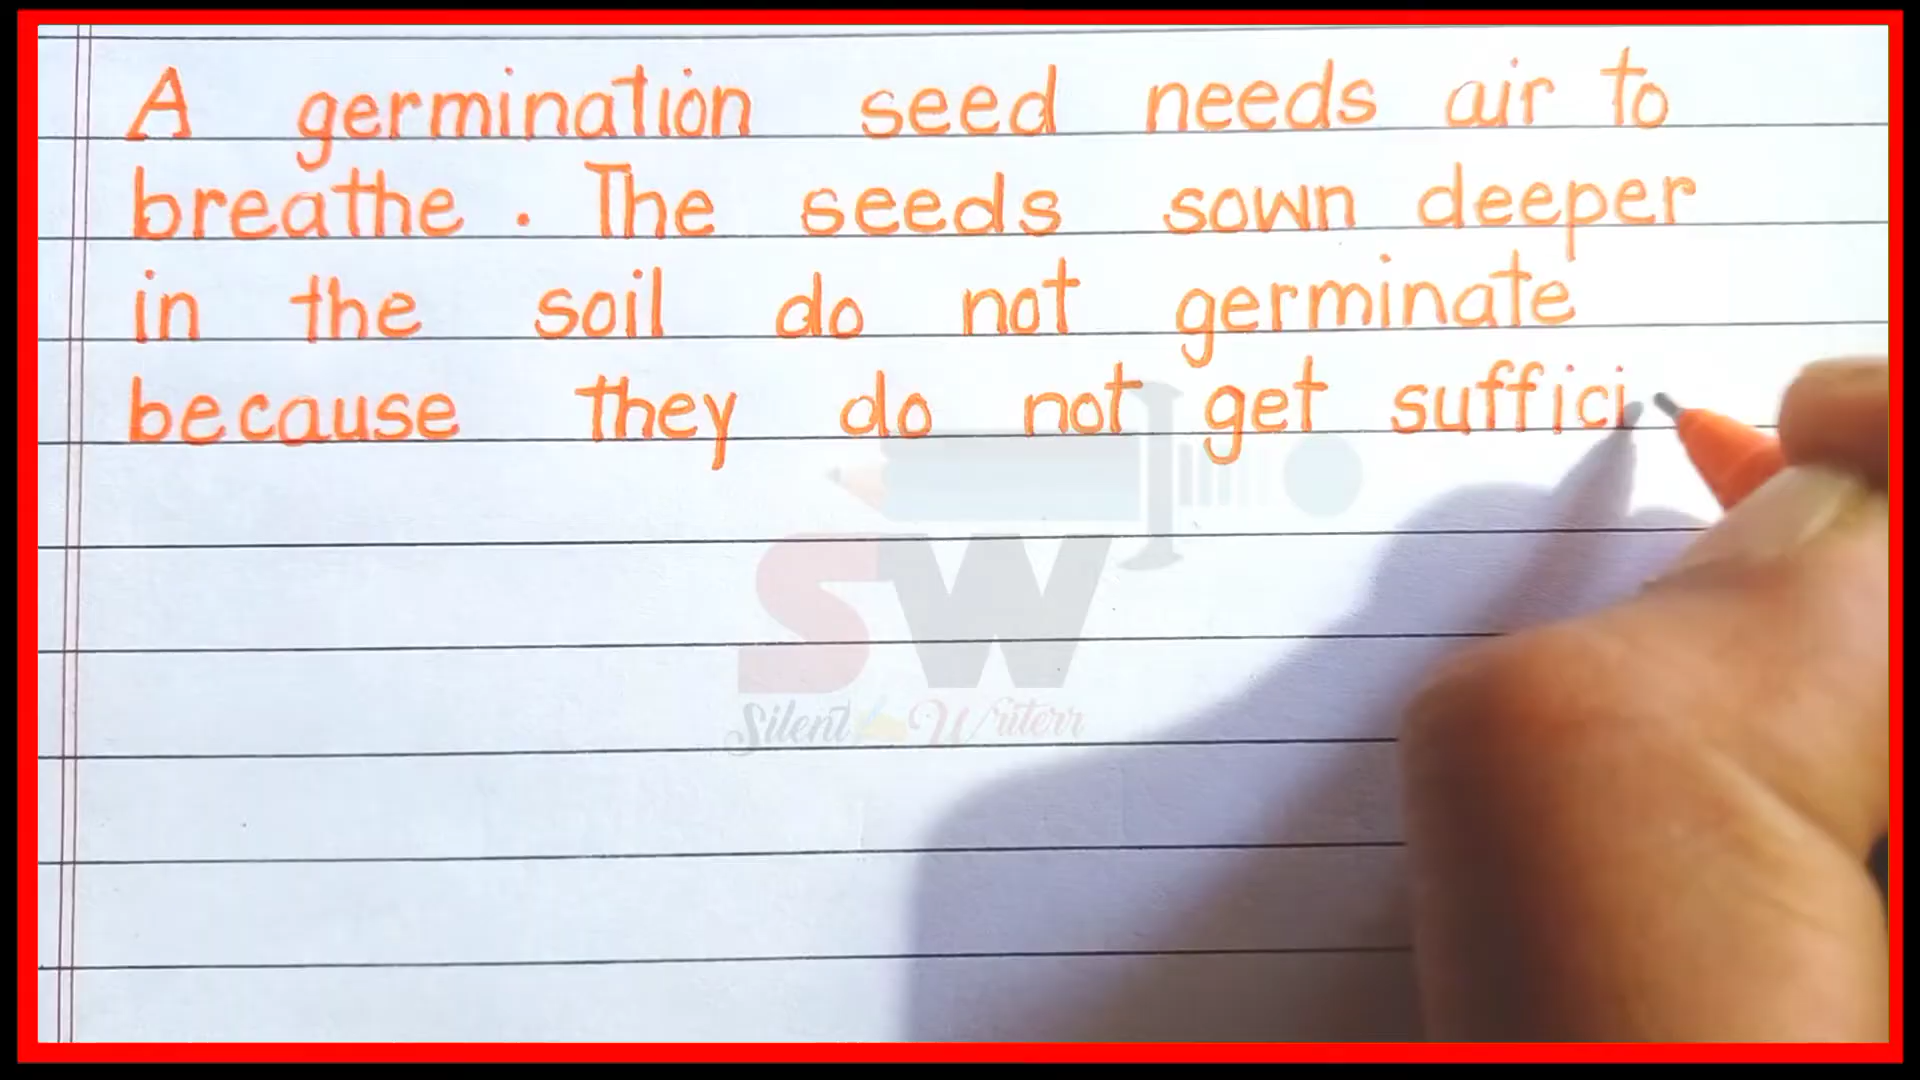 A germination seed needs air to
breathe . The seeds sown deeper
in the soil do not germinate
because they do not get suffici
SW
Silent Writerr